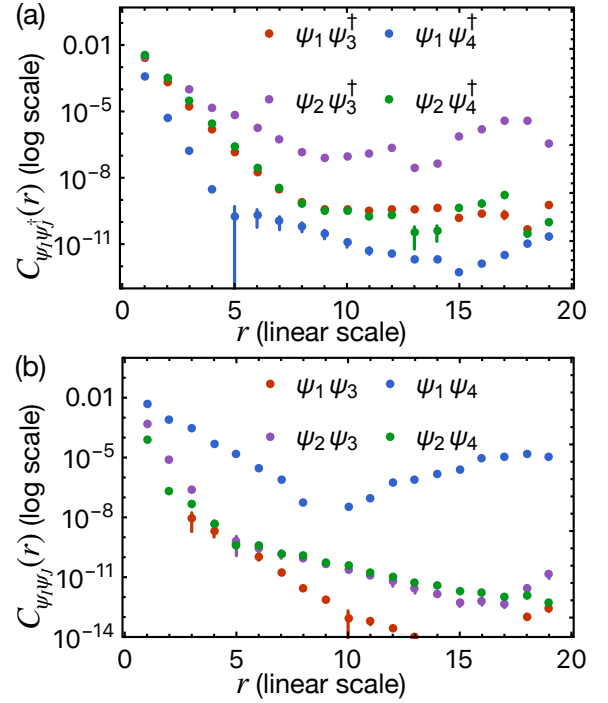 (a)
ψ₁ ψ₃† ψ₁ ψ₄†
ψ₂ ψ₃† ψ₂ ψ₄†
0.01
10⁻⁵
10⁻⁸
10⁻¹¹
C_{ψᵢψⱼ†}(r) (log scale)
0 5 10 15 20
r (linear scale)
(b)
ψ₁ ψ₃ ψ₁ ψ₄
ψ₂ ψ₃ ψ₂ ψ₄
0.01
10⁻⁵
10⁻⁸
10⁻¹¹
10⁻¹⁴
C_{ψᵢψⱼ}(r) (log scale)
0 5 10 15 20
r (linear scale)